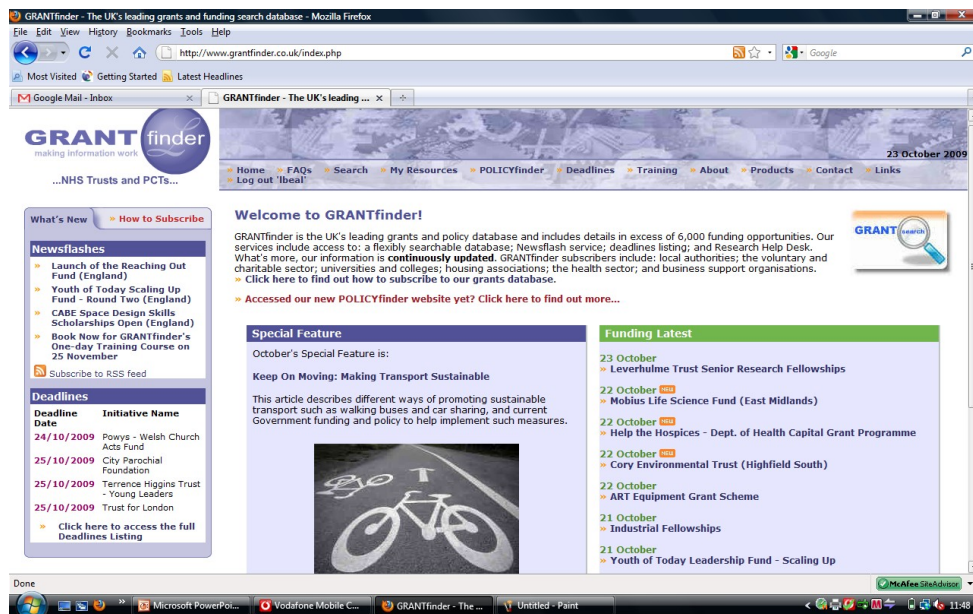 GRANTfinder - The UK's leading grants and funding search database - Mozilla Firefox
File Edit View History Bookmarks Tools Help
http://www.grantfinder.co.uk/index.php
Google
Most Visited Getting Started Latest Headlines
Google Mail - Inbox
GRANTfinder - The UK's leading ...
GRANT finder
making information work
...NHS Trusts and PCTs...
23 October 2009
» Home » FAQs » Search » My Resources » POLICYfinder » Deadlines » Training » About » Products » Contact » Links
» Log out 'lbeal'
What's New » How to Subscribe
Newsflashes
» Launch of the Reaching Out
Fund (England)
» Youth of Today Scaling Up
Fund - Round Two (England)
» CABE Space Design Skills
Scholarships Open (England)
» Book Now for GRANTfinder's
One-day Training Course on
25 November
Subscribe to RSS feed
Deadlines
Deadline Date Initiative Name
24/10/2009 Powys - Welsh Church
Acts Fund
25/10/2009 City Parochial
Foundation
25/10/2009 Terrence Higgins Trust
- Young Leaders
25/10/2009 Trust for London
» Click here to access the full
Deadlines Listing
Welcome to GRANTfinder!
GRANTfinder is the UK's leading grants and policy database and includes details in excess of 6,000 funding opportunities. Our
services include access to: a flexibly searchable database; Newsflash service; deadlines listing; and Research Help Desk.
What's more, our information is continuously updated. GRANTfinder subscribers include: local authorities; the voluntary and
charitable sector; universities and colleges; housing associations; the health sector; and business support organisations.
» Click here to find out how to subscribe to our grants database.
» Accessed our new POLICYfinder website yet? Click here to find out more...
GRANT search
Special Feature
October's Special Feature is:
Keep On Moving: Making Transport Sustainable
This article describes different ways of promoting sustainable
transport such as walking buses and car sharing, and current
Government funding and policy to help implement such measures.
Funding Latest
23 October
» Leverhulme Trust Senior Research Fellowships
22 October NEW
» Mobius Life Science Fund (East Midlands)
22 October NEW
» Help the Hospices - Dept. of Health Capital Grant Programme
22 October NEW
» Cory Environmental Trust (Highfield South)
22 October
» ART Equipment Grant Scheme
21 October
» Industrial Fellowships
21 October
» Youth of Today Leadership Fund - Scaling Up
Done
McAfee SiteAdvisor
Microsoft PowerPoi...
Vodafone Mobile C...
GRANTfinder - The ...
Untitled - Paint
11:48